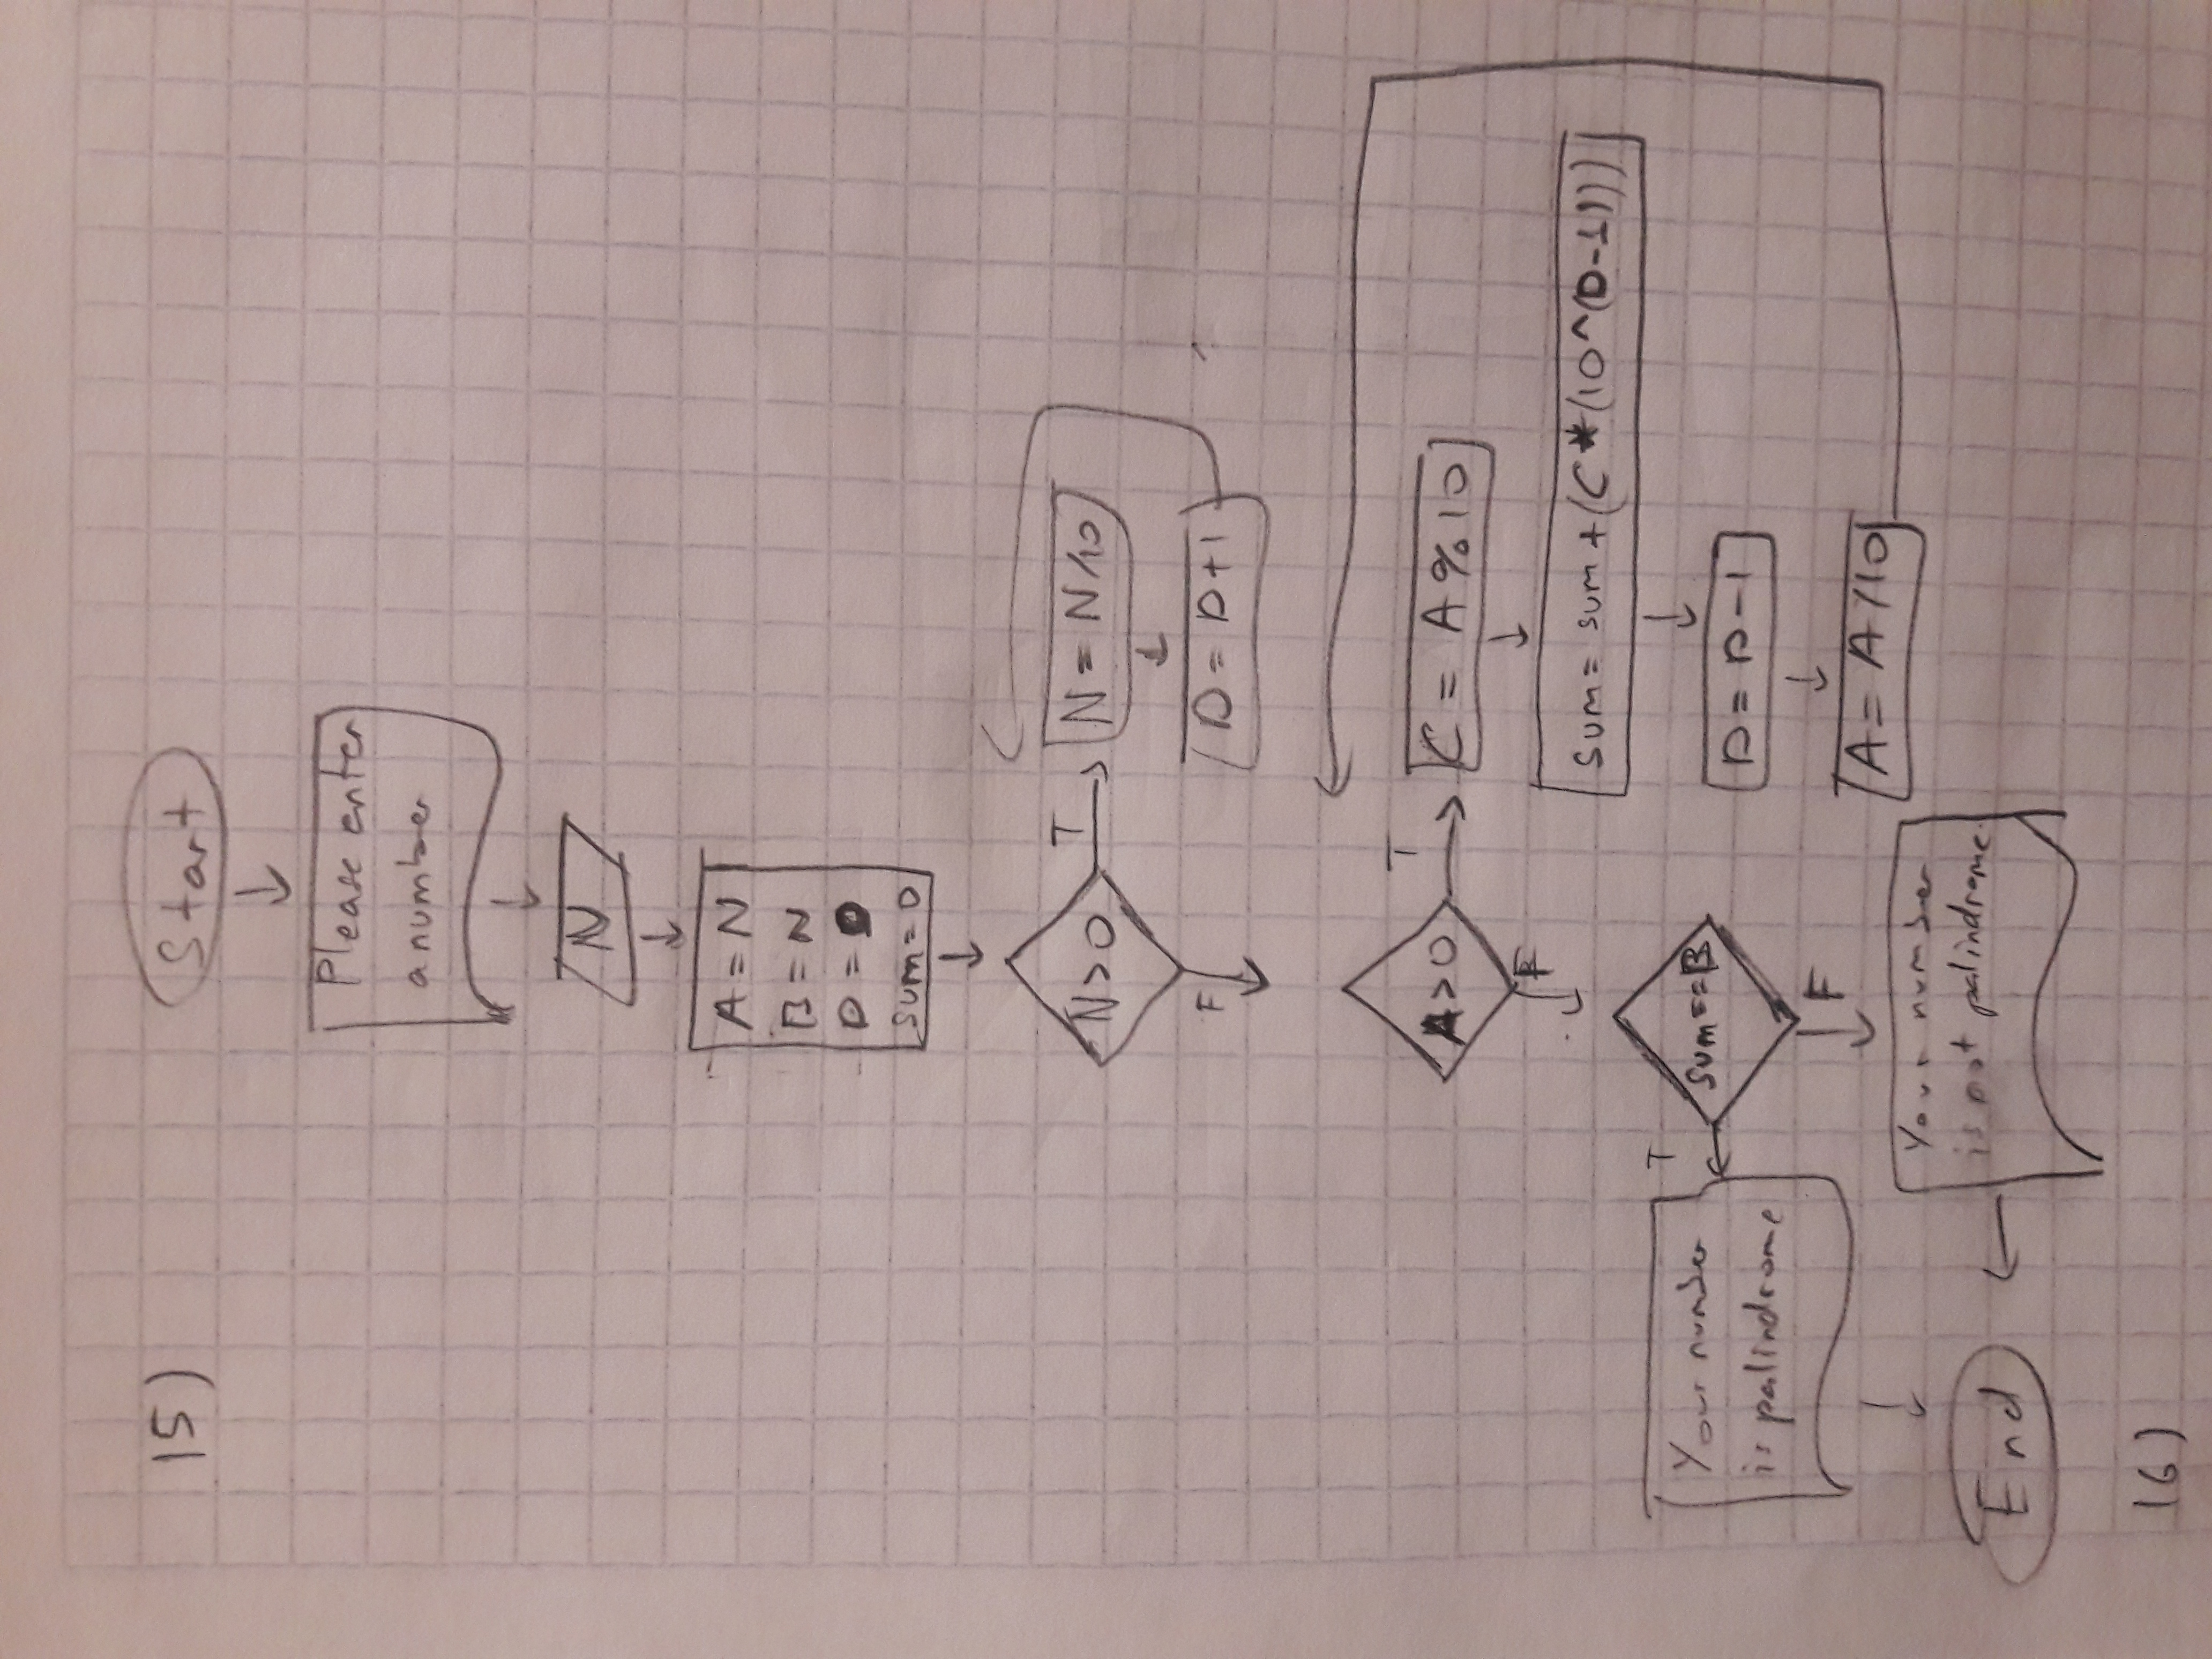 15)
Start
Please enter
a number
N
A = N
B = N
D = 0
sum = 0
N > 0
T
N = N/10
D = D+1
F
A > 0
T
C = A % 10
F
sum = sum + (C * (10^(D-1)))
sum == B
T
Your number
is palindrome
D = D-1
F
A = A/10
Your number
is not palindrome
End
16)